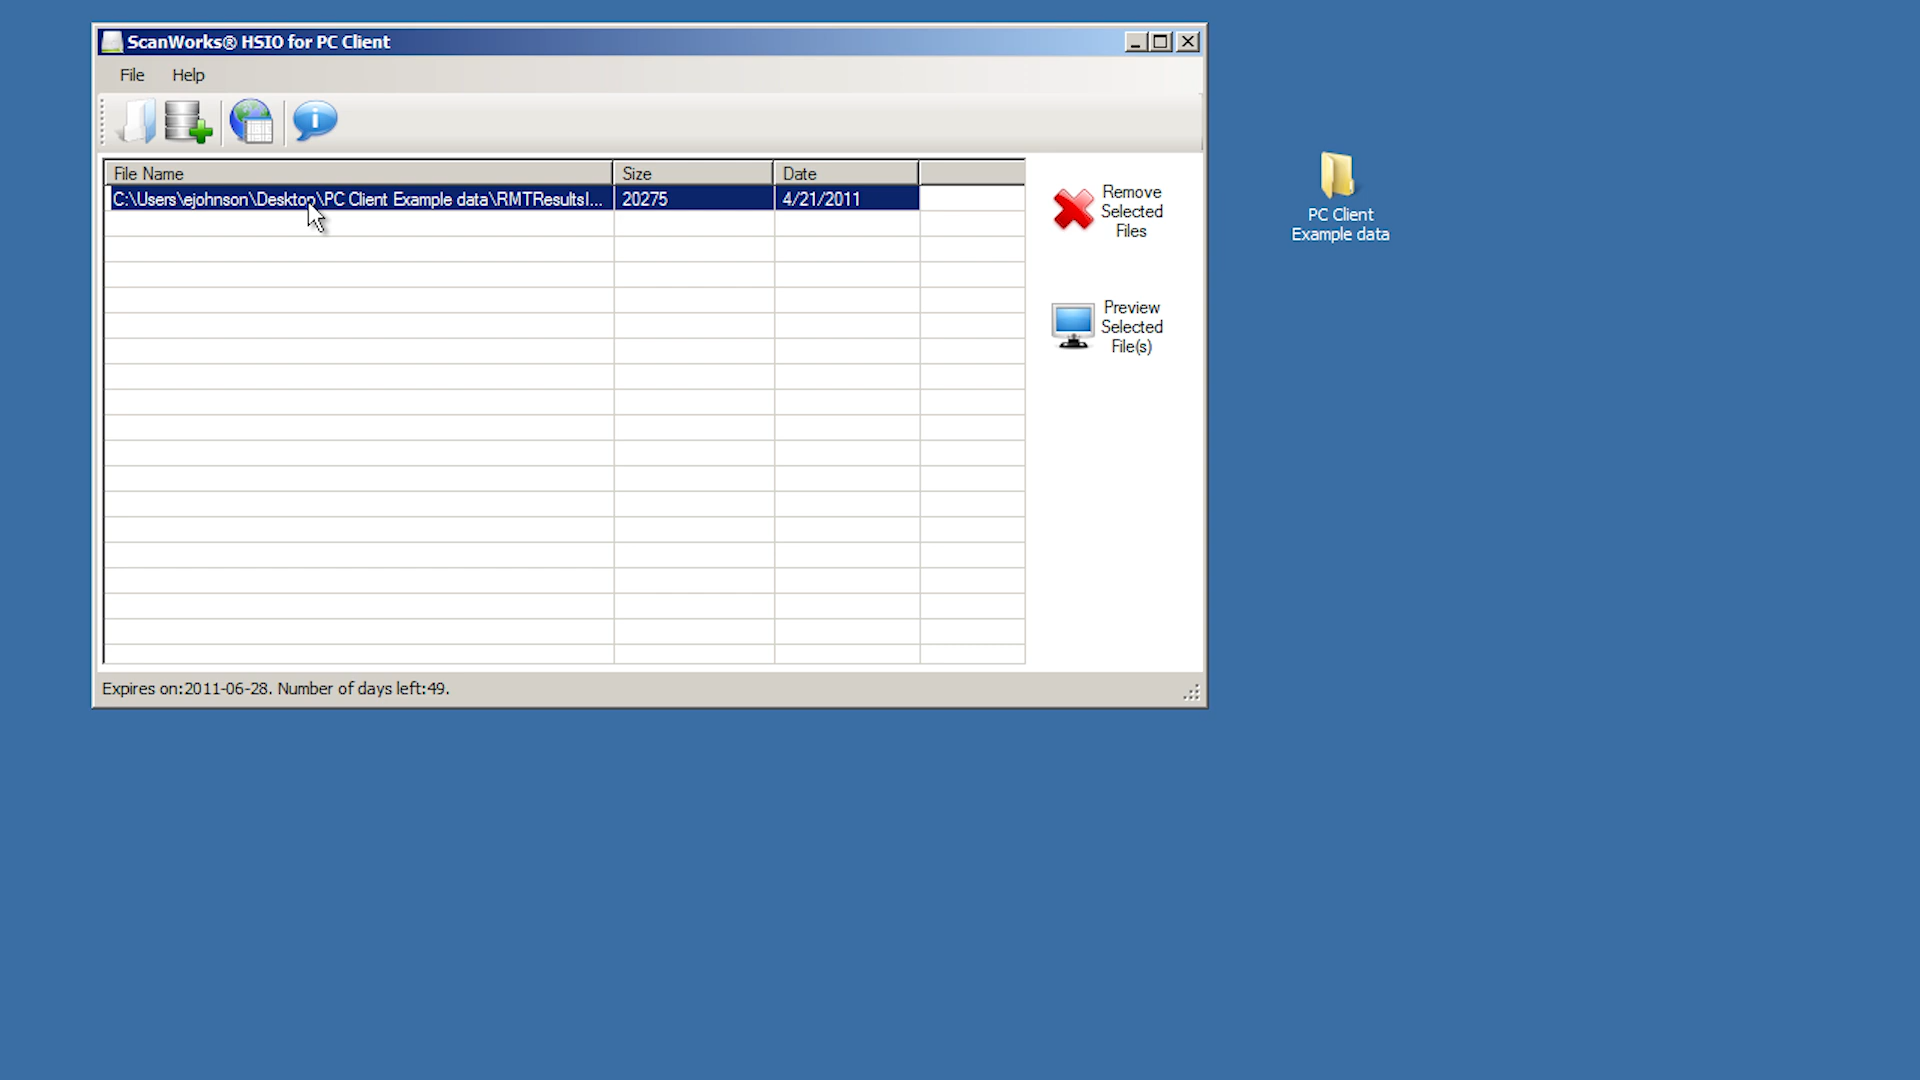 ScanWorks® HSIO for PC Client
File Help
File Name Size Date
C:\Users\ejohnson\Desktop\PC Client Example data\RMTResultsI... 20275 4/21/2011
Remove
Selected
Files
Preview
Selected
File(s)
Expires on:2011-06-28. Number of days left:49.
PC Client
Example data